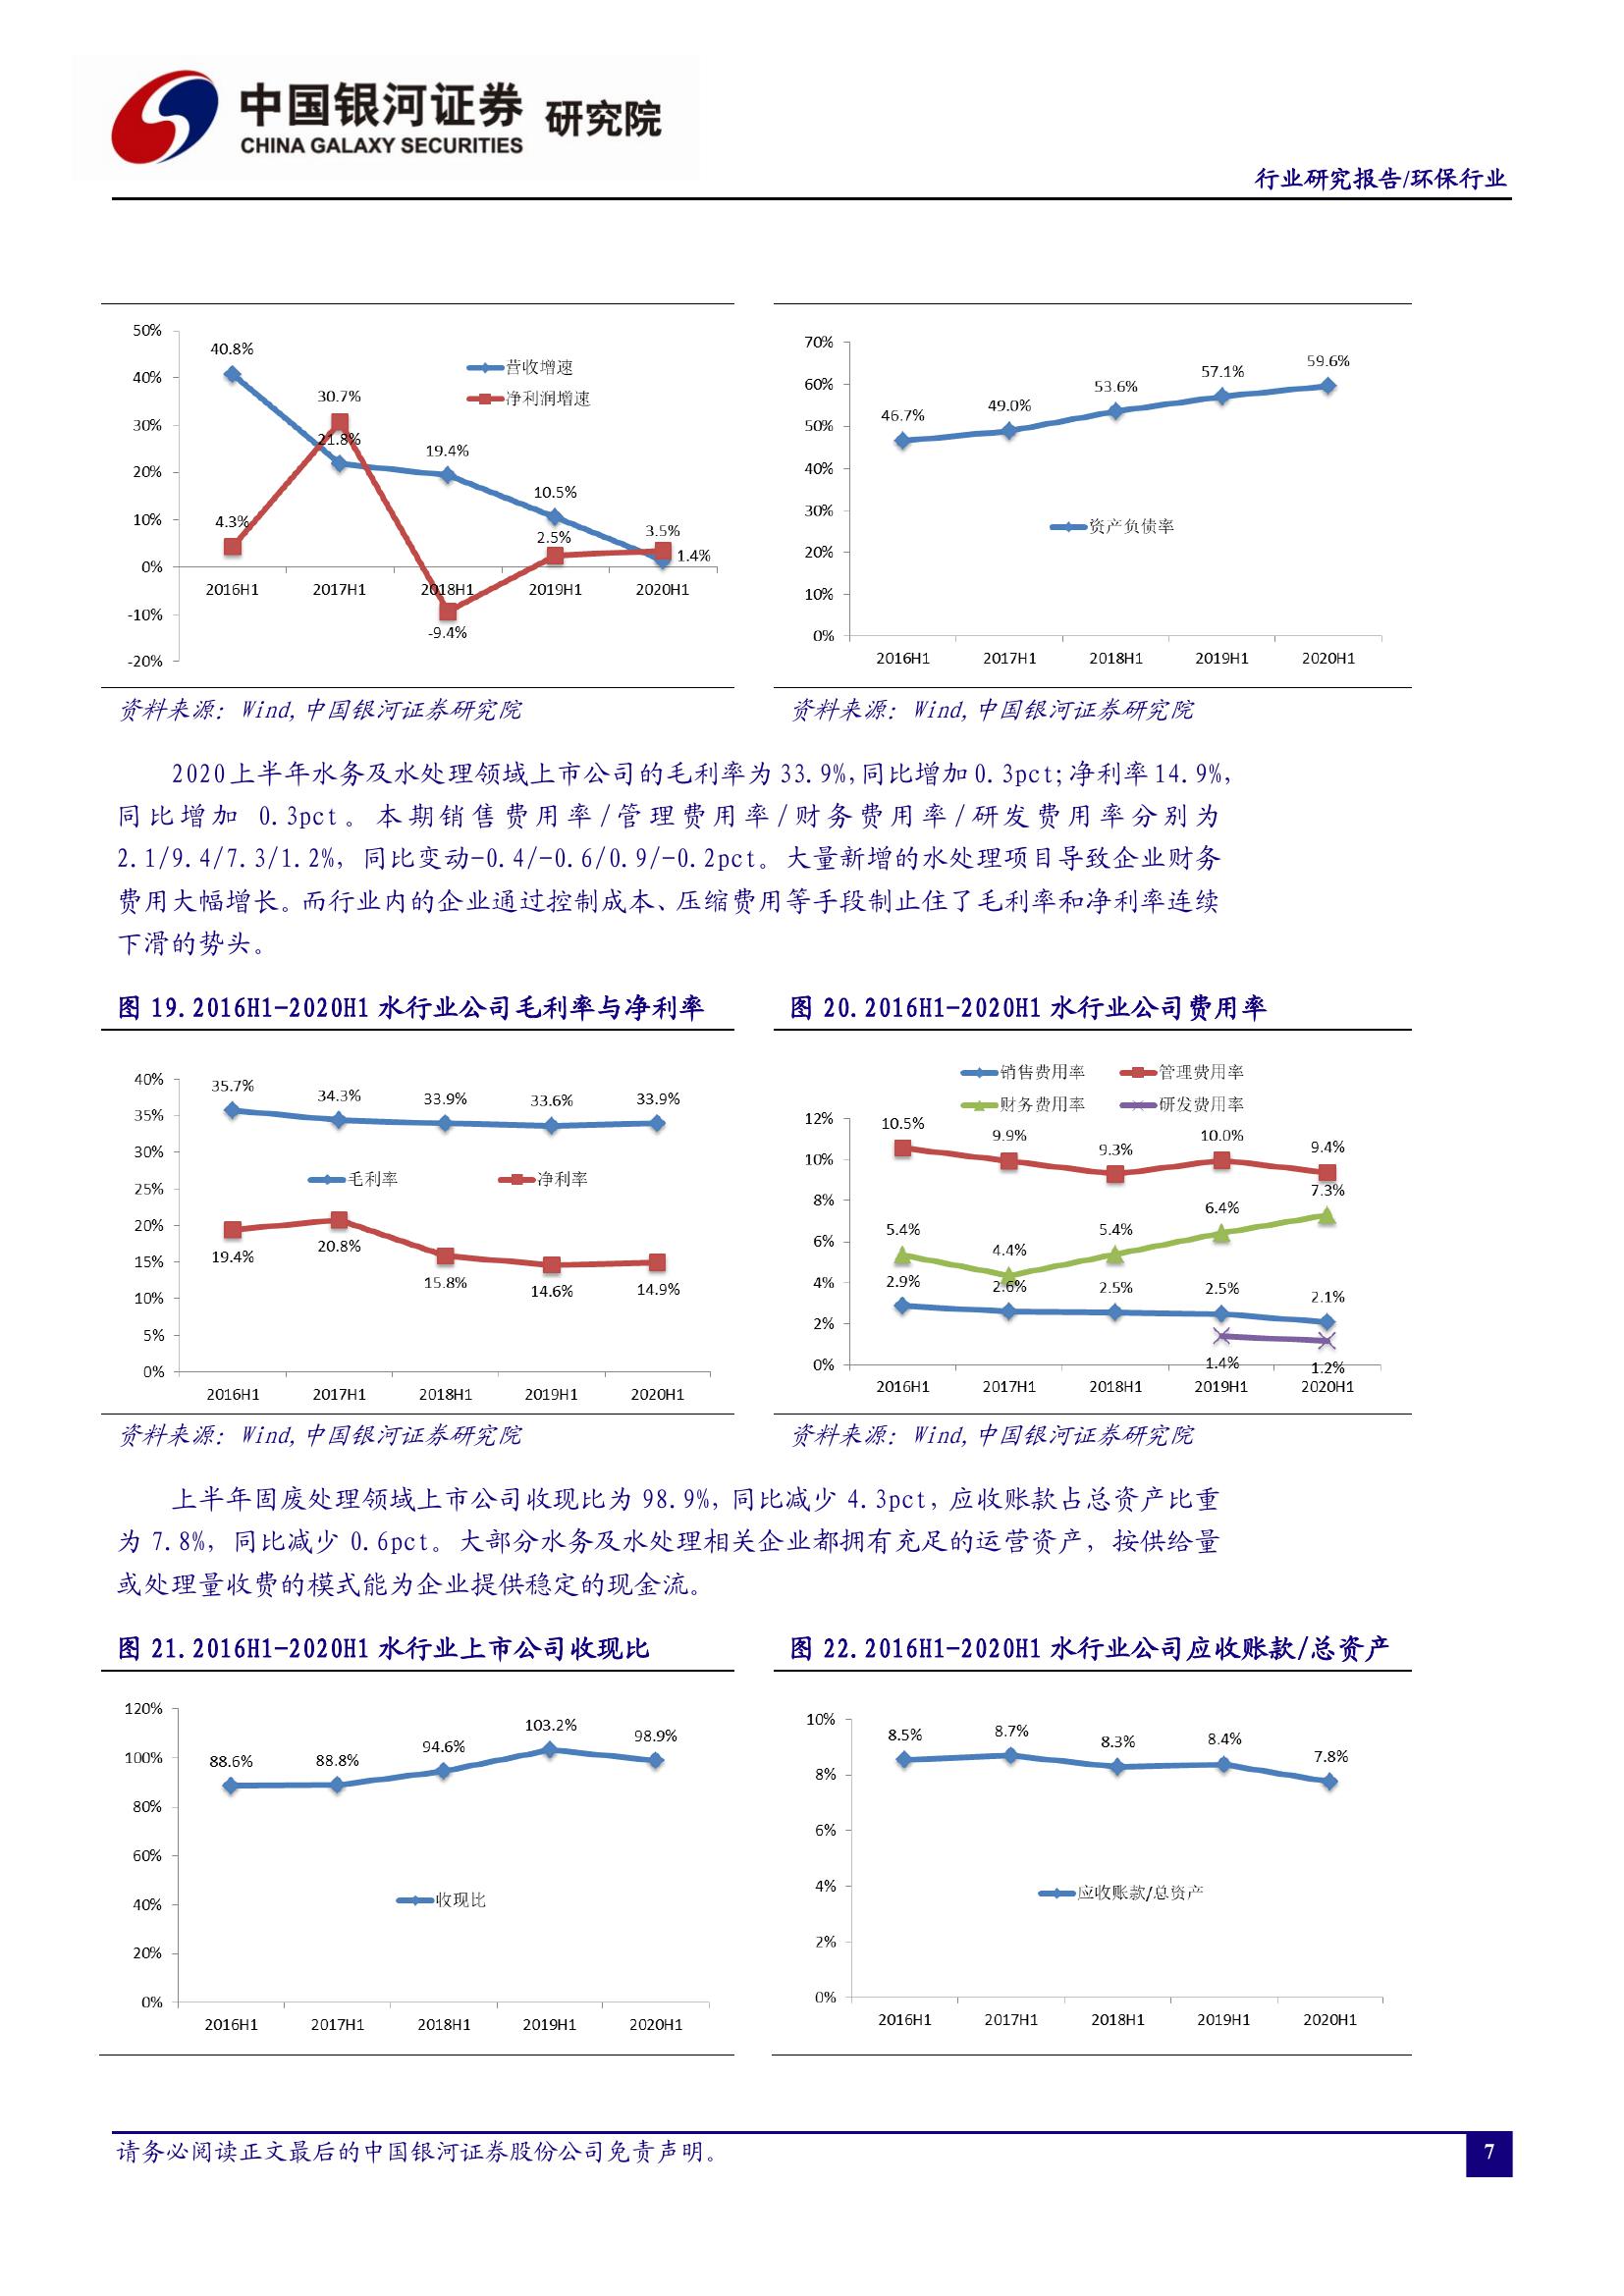 中国银河证券 研究院
CHINA GALAXY SECURITIES
行业研究报告/环保行业
50%
40%
30%
20%
10%
0%
-10%
-20%
40.8%
21.8%
19.4%
10.5%
1.4%
4.3%
30.7%
-9.4%
2.5%
3.5%
营收增速
净利润增速
2016H1 2017H1 2018H1 2019H1 2020H1
70%
60%
50%
40%
30%
20%
10%
0%
46.7%
49.0%
53.6%
57.1%
59.6%
资产负债率
2016H1 2017H1 2018H1 2019H1 2020H1
资料来源：Wind,中国银河证券研究院
资料来源：Wind,中国银河证券研究院
2020上半年水务及水处理领域上市公司的毛利率为33.9%,同比增加0.3pct;净利率14.9%,
同比增加 0.3pct。本期销售费用率/管理费用率/财务费用率/研发费用率分别为
2.1/9.4/7.3/1.2%，同比变动-0.4/-0.6/0.9/-0.2pct。大量新增的水处理项目导致企业财务
费用大幅增长。而行业内的企业通过控制成本、压缩费用等手段制止住了毛利率和净利率连续
下滑的势头。
图 19.2016H1-2020H1 水行业公司毛利率与净利率
图 20.2016H1-2020H1 水行业公司费用率
40%
35%
30%
25%
20%
15%
10%
5%
0%
35.7%
34.3%
33.9%
33.6%
33.9%
毛利率
净利率
19.4%
20.8%
15.8%
14.6%
14.9%
2016H1 2017H1 2018H1 2019H1 2020H1
销售费用率 管理费用率
财务费用率 研发费用率
12%
10%
8%
6%
4%
2%
0%
10.5%
9.9%
9.3%
10.0%
9.4%
5.4%
4.4%
5.4%
6.4%
7.3%
2.9%
2.6%
2.5%
2.5%
2.1%
1.4%
1.2%
2016H1 2017H1 2018H1 2019H1 2020H1
资料来源：Wind,中国银河证券研究院
资料来源：Wind,中国银河证券研究院
上半年固废处理领域上市公司收现比为 98.9%，同比减少 4.3pct，应收账款占总资产比重
为 7.8%，同比减少 0.6pct。大部分水务及水处理相关企业都拥有充足的运营资产，按供给量
或处理量收费的模式能为企业提供稳定的现金流。
图 21.2016H1-2020H1 水行业上市公司收现比
图 22.2016H1-2020H1 水行业公司应收账款/总资产
120%
100%
80%
60%
40%
20%
0%
88.6%
88.8%
94.6%
103.2%
98.9%
收现比
2016H1 2017H1 2018H1 2019H1 2020H1
10%
8%
6%
4%
2%
0%
8.5%
8.7%
8.3%
8.4%
7.8%
应收账款/总资产
2016H1 2017H1 2018H1 2019H1 2020H1
请务必阅读正文最后的中国银河证券股份公司免责声明。
7